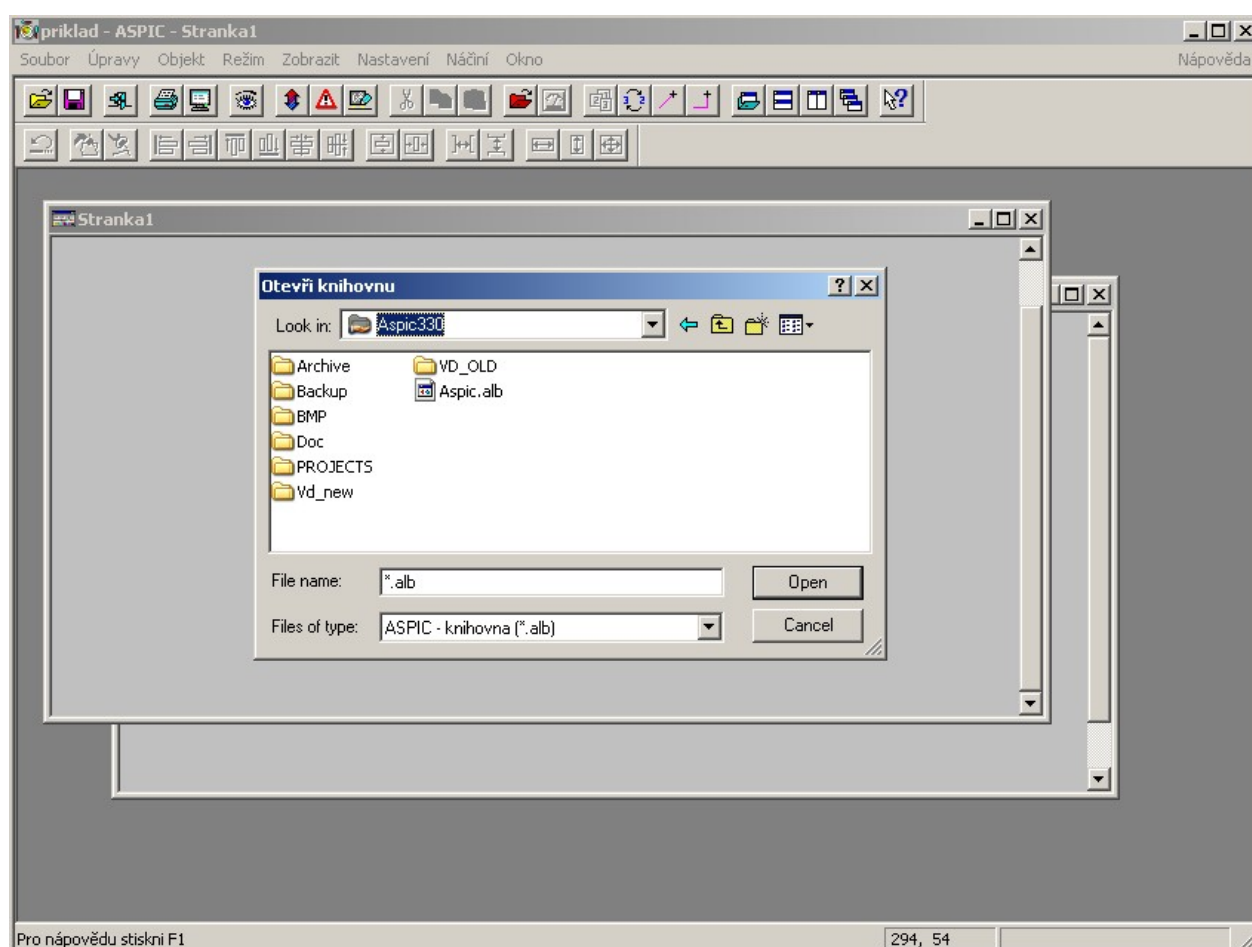 priklad - ASPIC - Stranka1
Soubor Úpravy Objekt Režim Zobrazit Nastavení Náčiní Okno Nápověda
Stranka1
Otevři knihovnu
Look in: Aspic330
Archive VD_OLD
Backup Aspic.alb
BMP
Doc
PROJECTS
Vd_new
File name: *.alb Open
Files of type: ASPIC - knihovna (*.alb) Cancel
Pro nápovědu stiskni F1 294, 54